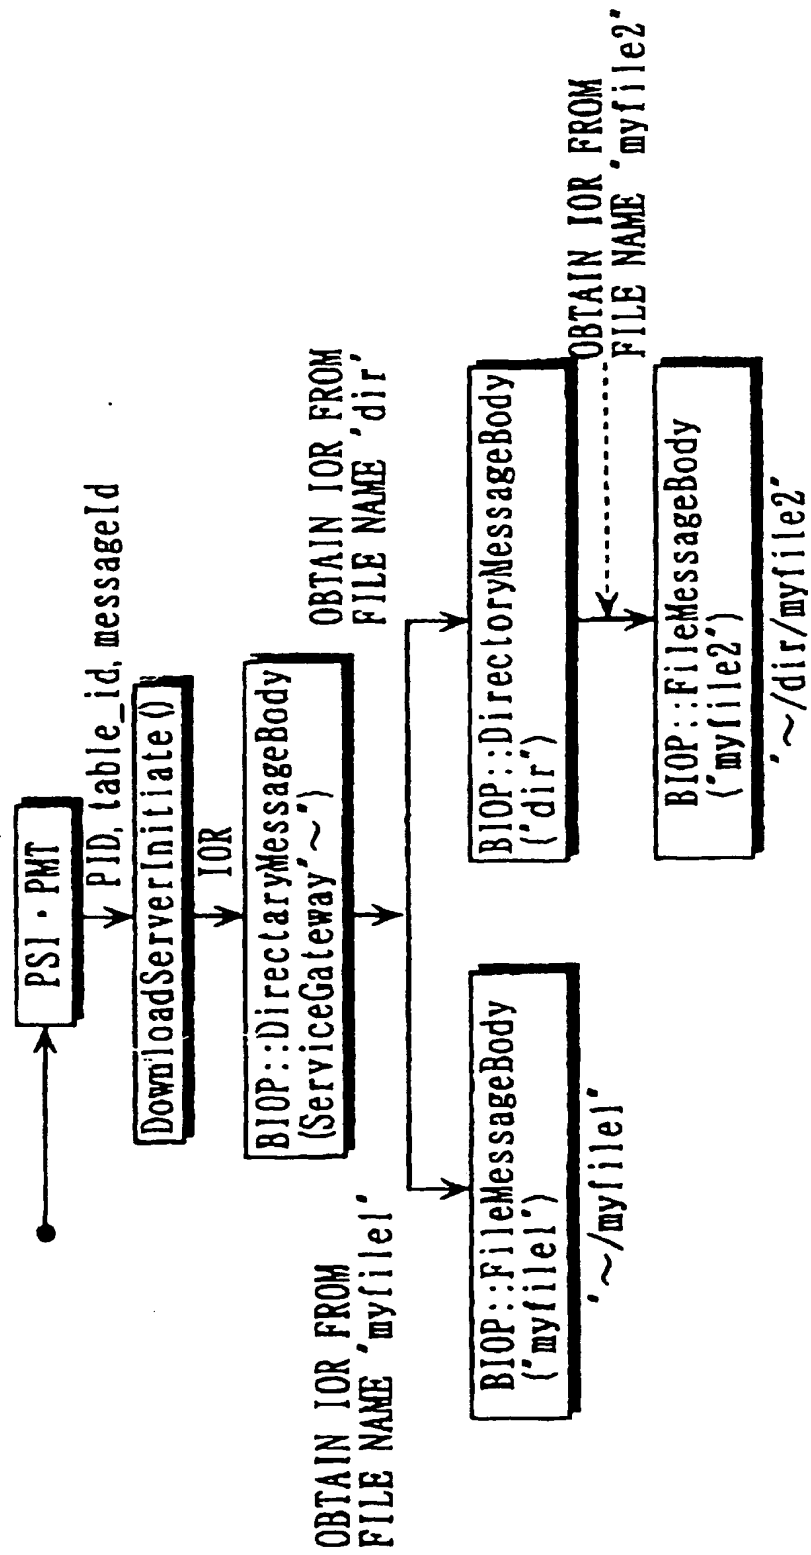 PSI・PMT
PID, table_id, messageId
DownloadServerInitiate()
IOR
BIOP::DirectaryMessageBody
(ServiceGateway"~")
OBTAIN IOR FROM
FILE NAME "myfile1"
OBTAIN IOR FROM
FILE NAME 'dir'
BIOP::FileMessageBody
("myfile1")
"~/myfile1"
BIOP::DirectoryMessageBody
("dir")
OBTAIN IOR FROM
FILE NAME "myfile2"
BIOP::FileMessageBody
("myfile2")
"~/dir/myfile2"